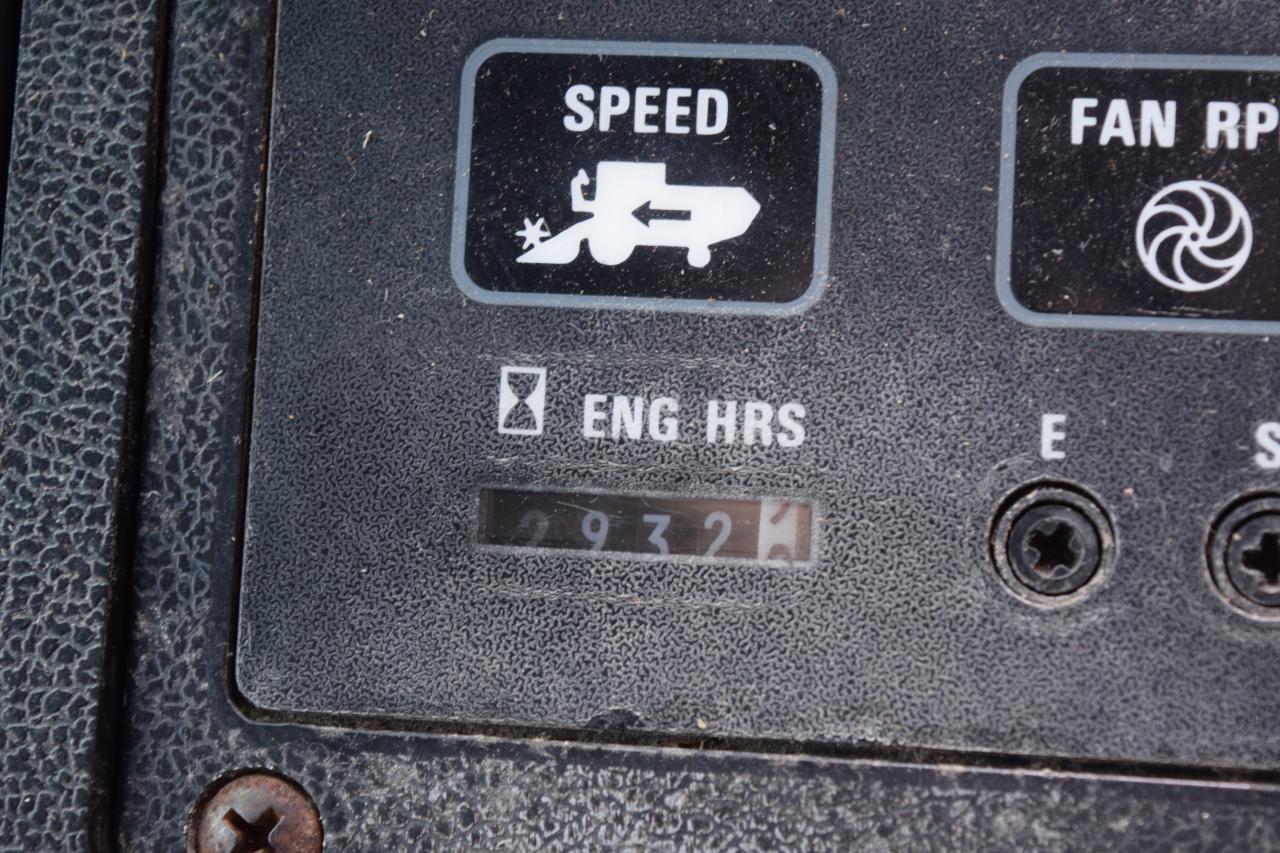 SPEED
FAN RP
ENG HRS
2932
E
S